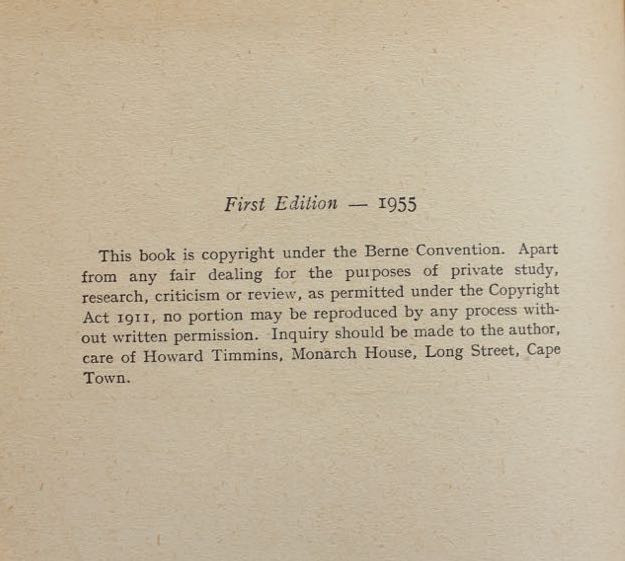 First Edition — 1955
This book is copyright under the Berne Convention. Apart
from any fair dealing for the purposes of private study,
research, criticism or review, as permitted under the Copyright
Act 1911, no portion may be reproduced by any process with-
out written permission. Inquiry should be made to the author,
care of Howard Timmins, Monarch House, Long Street, Cape
Town.